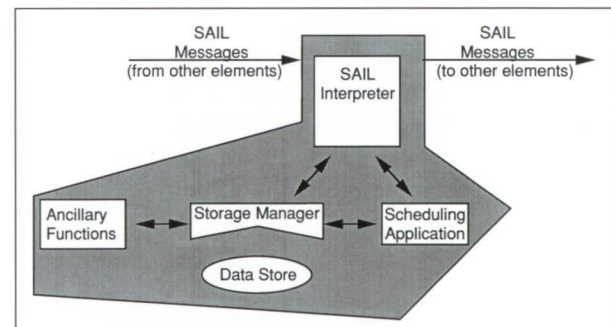 SAIL
Messages
(from other elements)
SAIL
Messages
(to other elements)
SAIL
Interpreter
Ancillary
Functions
Storage Manager
Scheduling
Application
Data Store